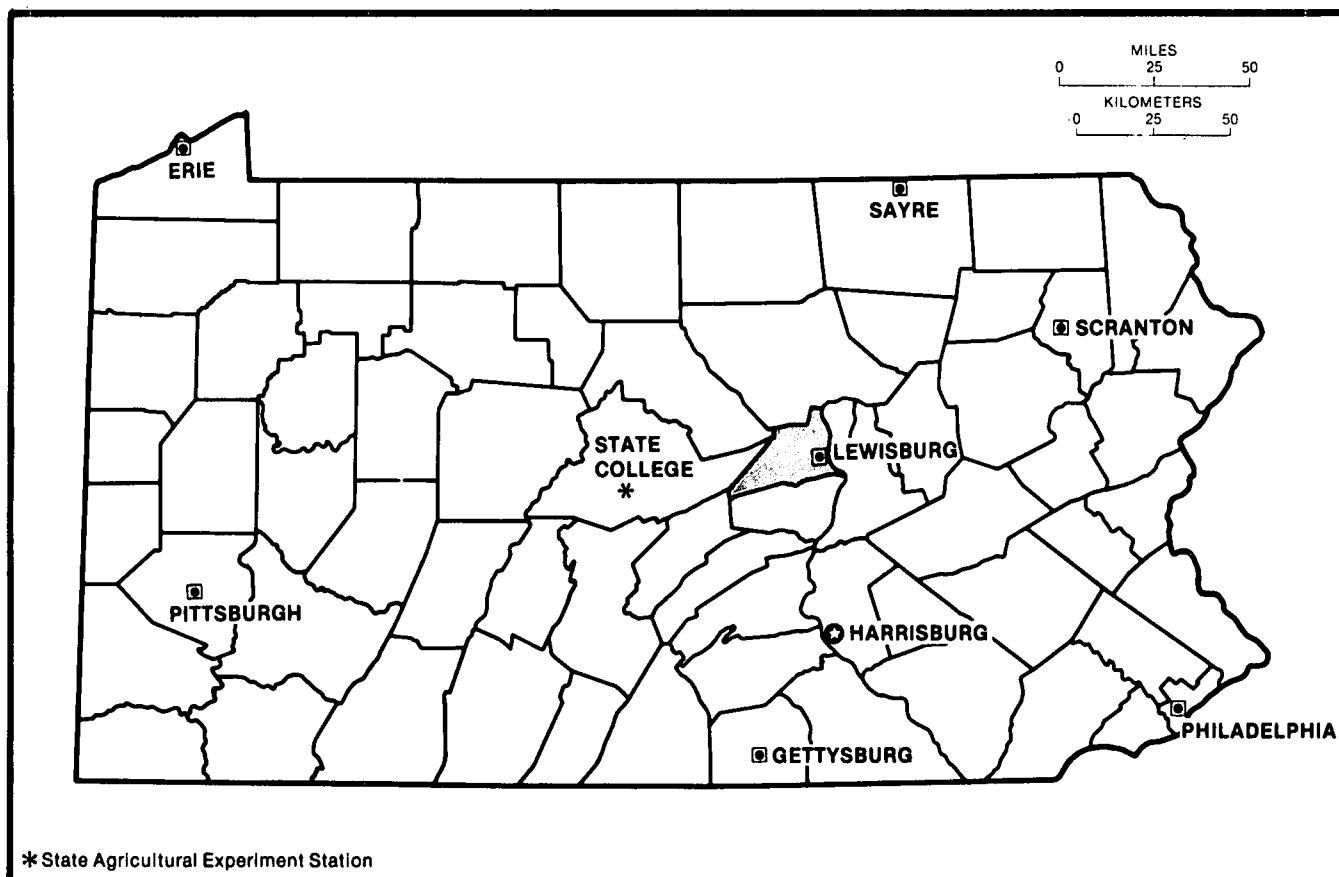 MILES
0 25 50
KILOMETERS
0 25 50
ERIE
SAYRE
SCRANTON
STATE
COLLEGE
*
LEWISBURG
PITTSBURGH
HARRISBURG
PHILADELPHIA
GETTYSBURG
* State Agricultural Experiment Station